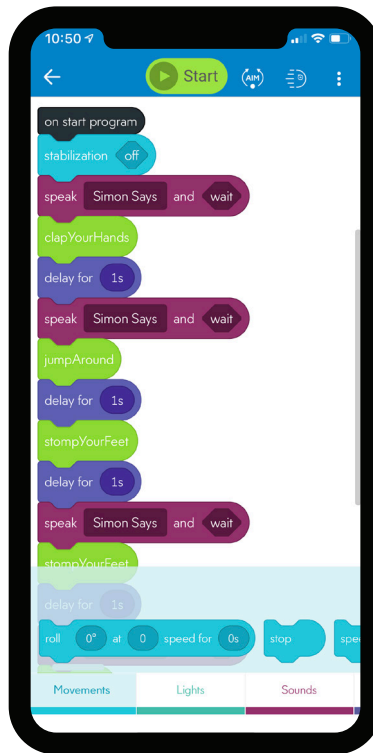 10:50
Start
AIM
on start program
stabilization off
speak Simon Says and wait
clapYourHands
delay for 1s
speak Simon Says and wait
jumpAround
delay for 1s
stompYourFeet
delay for 1s
speak Simon Says and wait
stompYourFeet
delay for 1s
roll 0° at 0 speed for 0s stop spe
Movements Lights Sounds